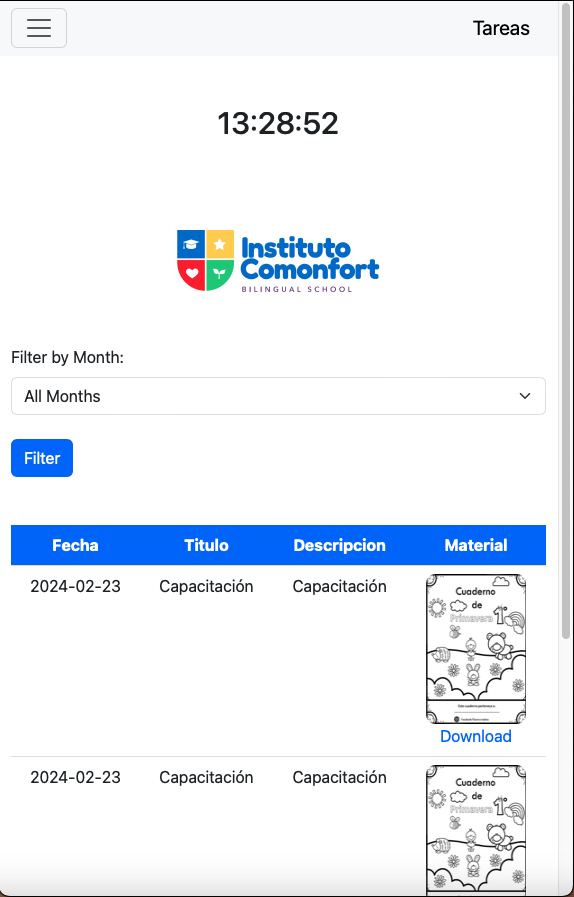 Tareas
13:28:52
Instituto
Comonfort
BILINGUAL SCHOOL
Filter by Month:
All Months
Filter
Fecha Titulo Descripcion Material
2024-02-23 Capacitación Capacitación
Cuaderno
de
Primavera 1°
Download
2024-02-23 Capacitación Capacitación
Cuaderno
de
Primavera 1°